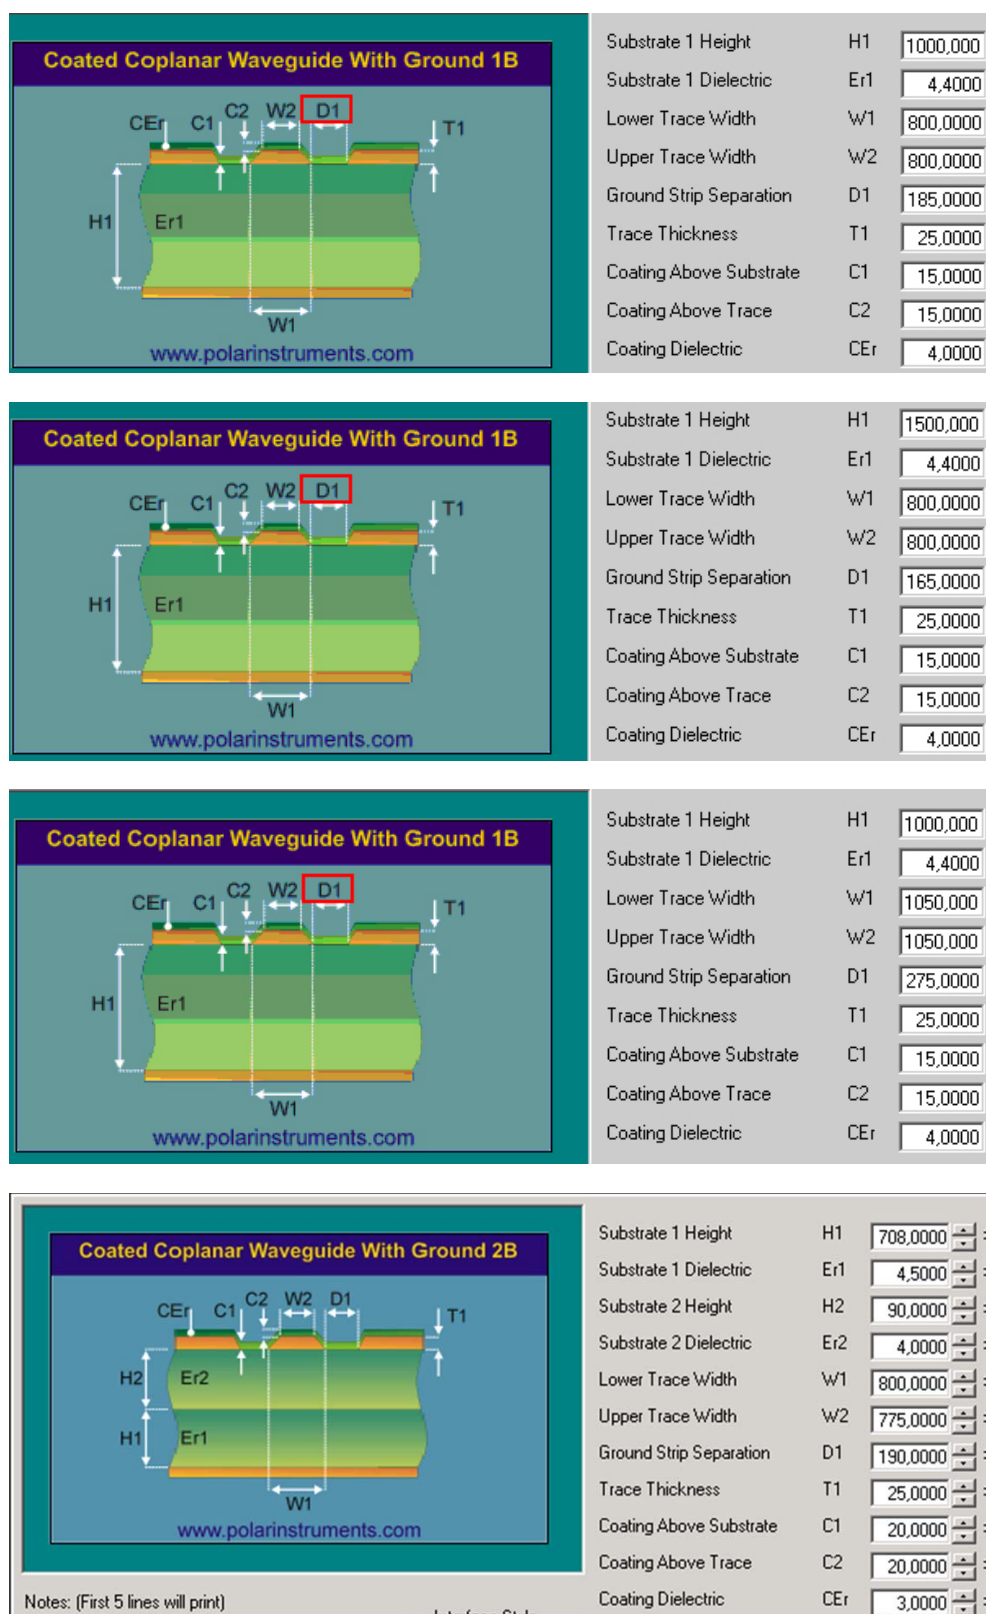 Coated Coplanar Waveguide With Ground 1B
CEr C1 C2 W2 D1 T1
H1 Er1
W1
www.polarinstruments.com
Substrate 1 Height H1 1000,000
Substrate 1 Dielectric Er1 4,4000
Lower Trace Width W1 800,0000
Upper Trace Width W2 800,0000
Ground Strip Separation D1 185,0000
Trace Thickness T1 25,0000
Coating Above Substrate C1 15,0000
Coating Above Trace C2 15,0000
Coating Dielectric CEr 4,0000
Coated Coplanar Waveguide With Ground 1B
CEr C1 C2 W2 D1 T1
H1 Er1
W1
www.polarinstruments.com
Substrate 1 Height H1 1500,000
Substrate 1 Dielectric Er1 4,4000
Lower Trace Width W1 800,0000
Upper Trace Width W2 800,0000
Ground Strip Separation D1 165,0000
Trace Thickness T1 25,0000
Coating Above Substrate C1 15,0000
Coating Above Trace C2 15,0000
Coating Dielectric CEr 4,0000
Coated Coplanar Waveguide With Ground 1B
CEr C1 C2 W2 D1 T1
H1 Er1
W1
www.polarinstruments.com
Substrate 1 Height H1 1000,000
Substrate 1 Dielectric Er1 4,4000
Lower Trace Width W1 1050,000
Upper Trace Width W2 1050,000
Ground Strip Separation D1 275,0000
Trace Thickness T1 25,0000
Coating Above Substrate C1 15,0000
Coating Above Trace C2 15,0000
Coating Dielectric CEr 4,0000
Coated Coplanar Waveguide With Ground 2B
CEr C1 C2 W2 D1 T1
H2 Er2
H1 Er1
W1
www.polarinstruments.com
Substrate 1 Height H1 708,0000
Substrate 1 Dielectric Er1 4,5000
Substrate 2 Height H2 90,0000
Substrate 2 Dielectric Er2 4,0000
Lower Trace Width W1 800,0000
Upper Trace Width W2 775,0000
Ground Strip Separation D1 190,0000
Trace Thickness T1 25,0000
Coating Above Substrate C1 20,0000
Coating Above Trace C2 20,0000
Coating Dielectric CEr 3,0000
Notes: (First 5 lines will print)